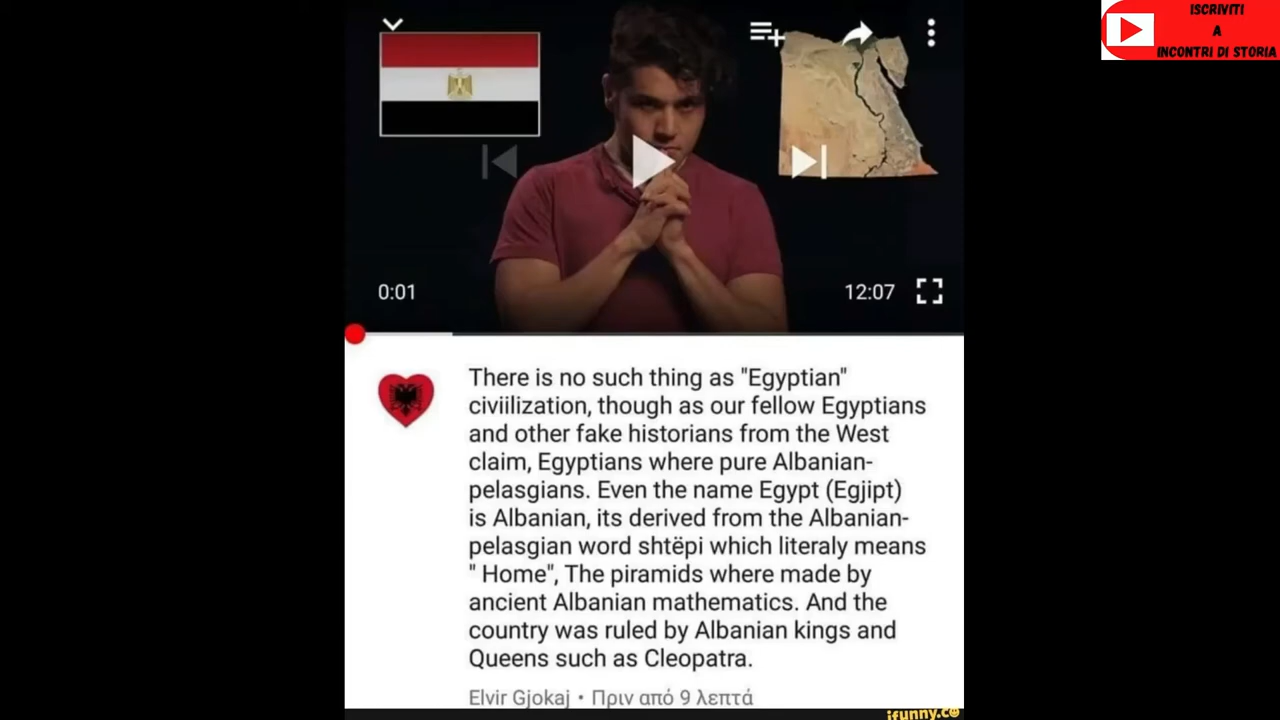 ISCRIVITI
A
INCONTRI DI STORIA
0:01
12:07
There is no such thing as "Egyptian"
civiilization, though as our fellow Egyptians
and other fake historians from the West
claim, Egyptians where pure Albanian-
pelasgians. Even the name Egypt (Egjipt)
is Albanian, its derived from the Albanian-
pelasgian word shtëpi which literaly means
" Home", The piramids where made by
ancient Albanian mathematics. And the
country was ruled by Albanian kings and
Queens such as Cleopatra.
Elvir Gjokaj • Πριν από 9 λεπτά
ifunny.co